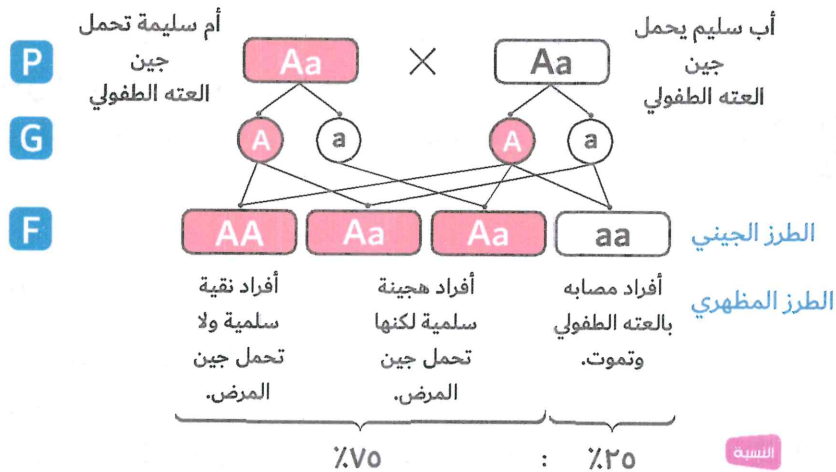 أب سليم يحمل
جين
العته الطفولي
Aa
×
Aa
أم سليمة تحمل
جين
العته الطفولي
P
A
a
A
a
G
الطرز الجيني
AA
Aa
Aa
aa
F
الطرز المظهري
أفراد مصابه
بالعته الطفولي
وتموت.
أفراد هجينة
سلمية لكنها
تحمل جين
المرض.
أفراد نقية
سلمية ولا
تحمل جين
المرض.
النسبة
٪٢٥ : ٪٧٥